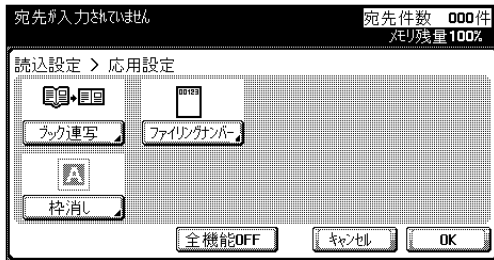 宛先が入力されていません
宛先件数 000件
メモリ残量100%
読込設定 > 応用設定
00123
ブック連写
ファイリングナンバー
A
枠消し
全機能OFF
キャンセル
OK